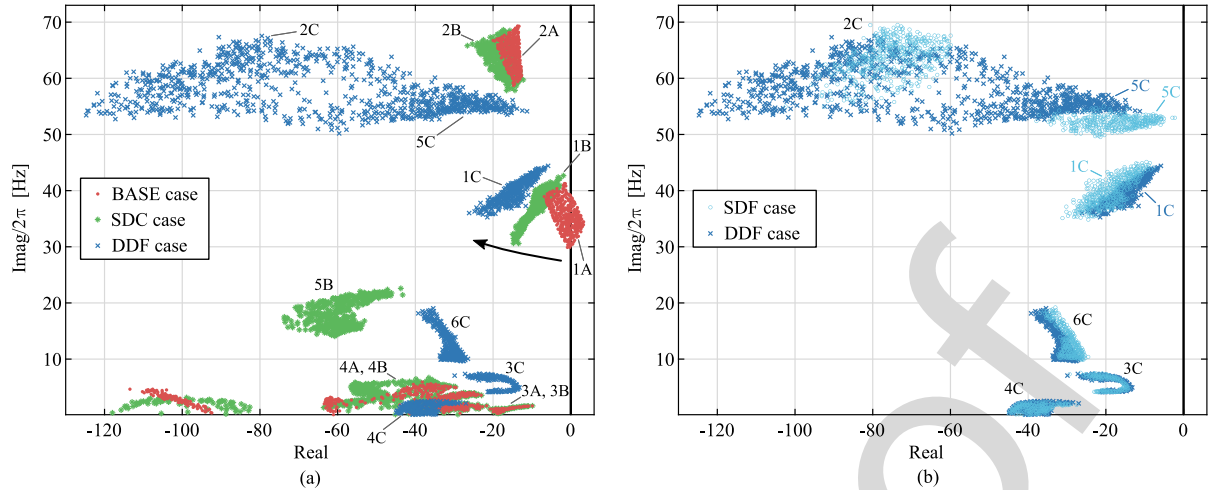 70
60
50
40
30
20
10
Imag/2π [Hz]
2C
2B
2A
5C
1C
1B
1A
BASE case
SDC case
DDF case
5B
6C
4A, 4B
3C
3A, 3B
4C
-120
-100
-80
-60
-40
-20
0
Real
(a)
70
60
50
40
30
20
10
Imag/2π [Hz]
2C
5C
5C
1C
1C
SDF case
DDF case
6C
3C
4C
-120
-100
-80
-60
-40
-20
0
Real
(b)
of